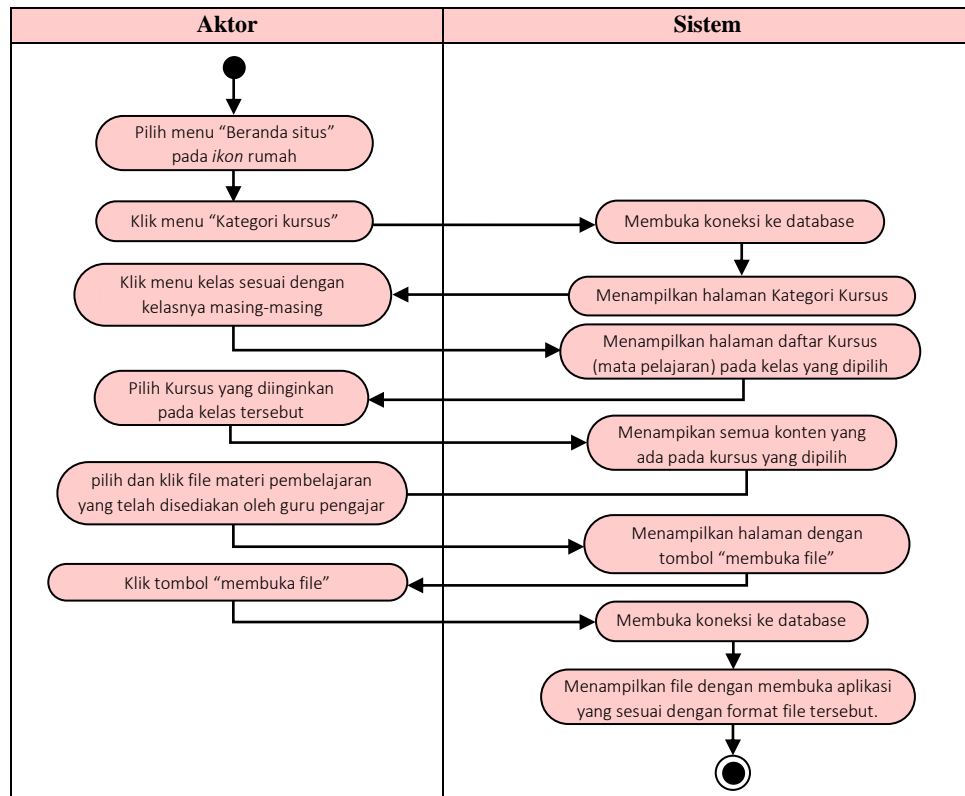 Aktor
Sistem
Pilih menu “Beranda situs”
pada ikon rumah
Klik menu “Kategori kursus”
Membuka koneksi ke database
Klik menu kelas sesuai dengan
kelasnya masing-masing
Menampilkan halaman Kategori Kursus
Menampilkan halaman daftar Kursus
(mata pelajaran) pada kelas yang dipilih
Pilih Kursus yang diinginkan
pada kelas tersebut
Menampikan semua konten yang
ada pada kursus yang dipilih
pilih dan klik file materi pembelajaran
yang telah disediakan oleh guru pengajar
Menampilkan halaman dengan
tombol “membuka file”
Klik tombol “membuka file”
Membuka koneksi ke database
Menampilkan file dengan membuka aplikasi
yang sesuai dengan format file tersebut.